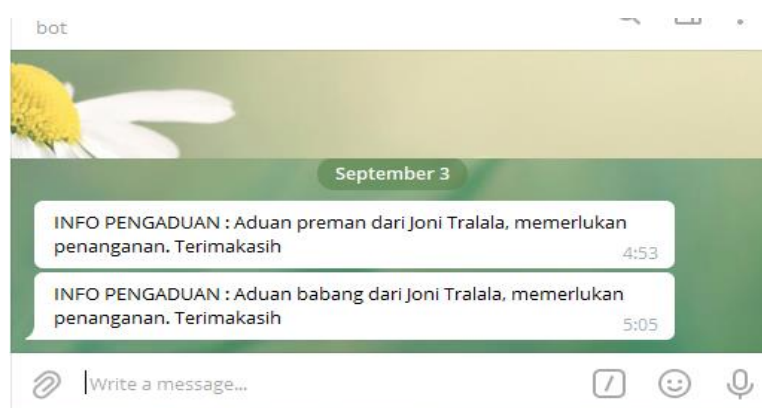 bot
September 3
INFO PENGADUAN : Aduan preman dari Joni Tralala, memerlukan
penanganan. Terimakasih
4:53
INFO PENGADUAN : Aduan babang dari Joni Tralala, memerlukan
penanganan. Terimakasih
5:05
Write a message...